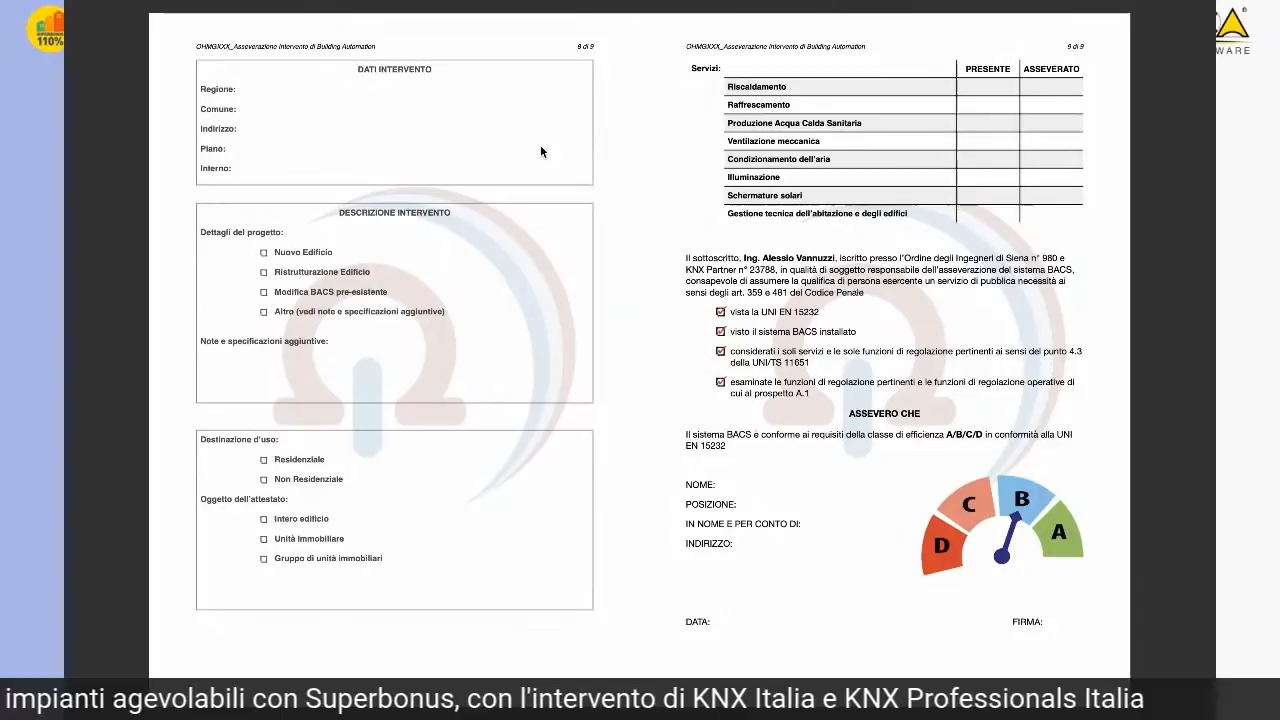 110%
WARE
OHMGIXXX_Asseverazione Intervento di Building Automation 8 di 9
DATI INTERVENTO
Regione:
Comune:
Indirizzo:
Piano:
Interno:
DESCRIZIONE INTERVENTO
Dettagli del progetto:
Nuovo Edificio
Ristrutturazione Edificio
Modifica BACS pre-esistente
Altro (vedi note e specificazioni aggiuntive)
Note e specificazioni aggiuntive:
Destinazione d'uso:
Residenziale
Non Residenziale
Oggetto dell'attestato:
Intero edificio
Unità immobiliare
Gruppo di unità immobiliari
OHMGIXXX_Asseverazione Intervento di Building Automation 9 di 9
Servizi: PRESENTE ASSEVERATO
Riscaldamento
Raffrescamento
Produzione Acqua Calda Sanitaria
Ventilazione meccanica
Condizionamento dell'aria
Illuminazione
Schermature solari
Gestione tecnica dell'abitazione e degli edifici
Il sottoscritto, Ing. Alessio Vannuzzi, iscritto presso l'Ordine degli Ingegneri di Siena n° 980 e
KNX Partner n° 23788, in qualità di soggetto responsabile dell'asseverazione del sistema BACS,
consapevole di assumere la qualifica di persona esercente un servizio di pubblica necessità ai
sensi degli art. 359 e 481 del Codice Penale
vista la UNI EN 15232
visto il sistema BACS installato
considerati i soli servizi e le sole funzioni di regolazione pertinenti ai sensi del punto 4.3
della UNI/TS 11651
esaminate le funzioni di regolazione pertinenti e le funzioni di regolazione operative di
cui al prospetto A.1
ASSEVERO CHE
Il sistema BACS è conforme ai requisiti della classe di efficienza A/B/C/D in conformità alla UNI
EN 15232
NOME:
POSIZIONE:
IN NOME E PER CONTO DI:
INDIRIZZO:
D C B A
DATA: FIRMA:
impianti agevolabili con Superbonus, con l'intervento di KNX Italia e KNX Professionals Italia